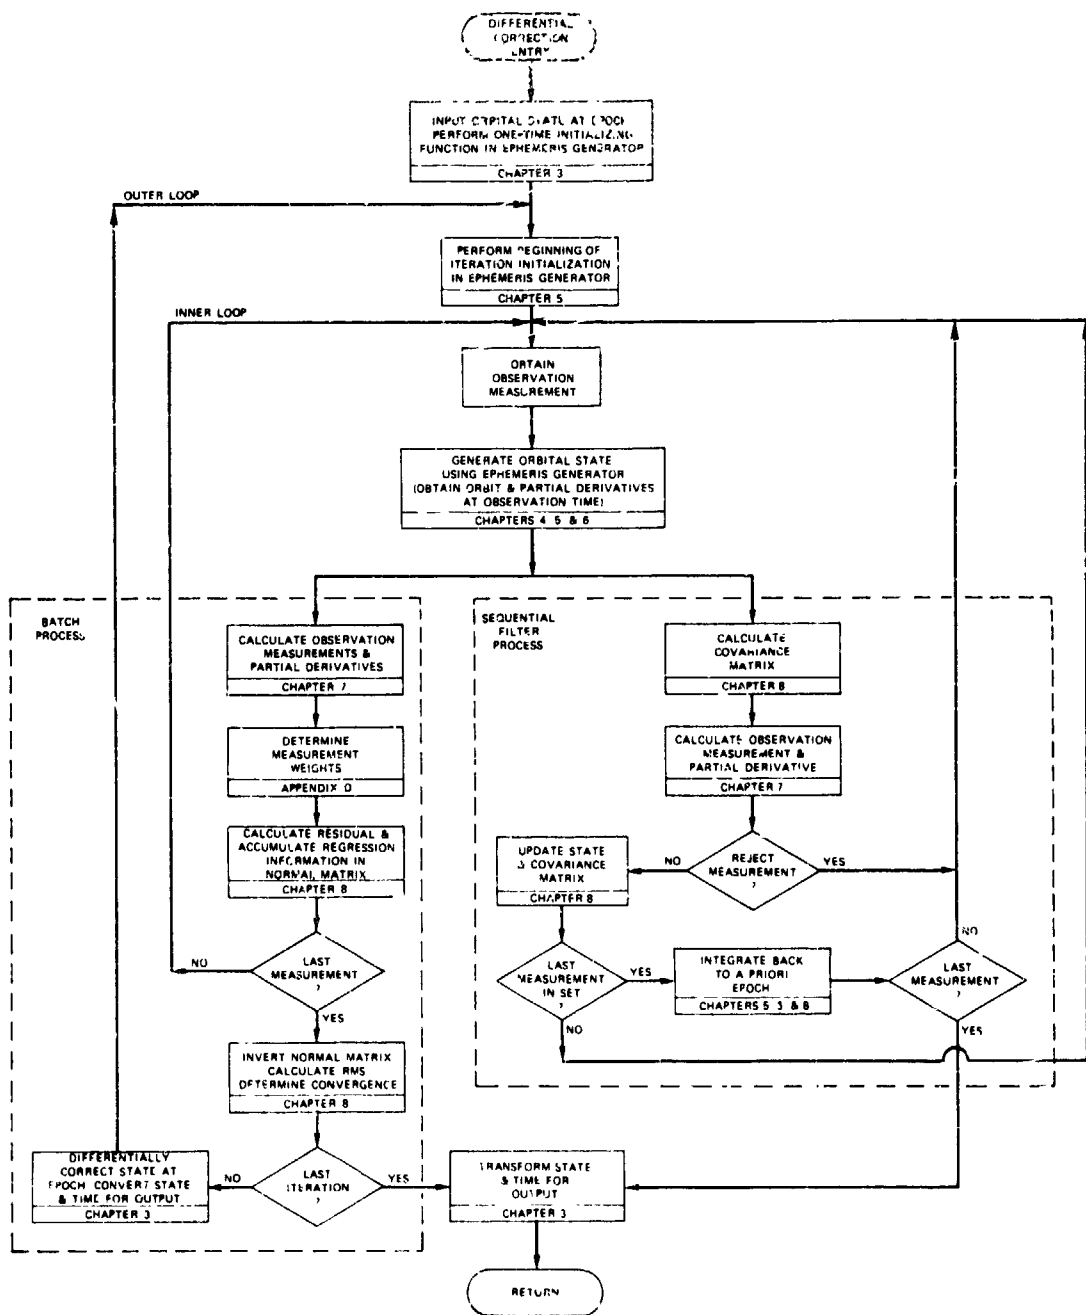 DIFFERENTIAL
CORRECTION
ENTRY
INPUT ORBITAL STATE AT EPOCH
PERFORM ONE-TIME INITIALIZING
FUNCTION IN EPHEMERIS GENERATOR
CHAPTER 3
OUTER LOOP
PERFORM BEGINNING OF
ITERATION INITIALIZATION
IN EPHEMERIS GENERATOR
CHAPTER 5
INNER LOOP
OBTAIN
OBSERVATION
MEASUREMENT
GENERATE ORBITAL STATE
USING EPHEMERIS GENERATOR
(OBTAIN ORBIT & PARTIAL DERIVATIVES
AT OBSERVATION TIME)
CHAPTERS 4 5 & 6
BATCH
PROCESS
CALCULATE OBSERVATION
MEASUREMENTS &
PARTIAL DERIVATIVES
CHAPTER 7
DETERMINE
MEASUREMENT
WEIGHTS
APPENDIX D
CALCULATE RESIDUAL &
ACCUMULATE REGRESSION
INFORMATION IN
NORMAL MATRIX
CHAPTER 8
LAST
MEASUREMENT
?
NO
YES
INVERT NORMAL MATRIX
CALCULATE RMS
DETERMINE CONVERGENCE
CHAPTER 8
LAST
ITERATION
?
NO
YES
DIFFERENTIALLY
CORRECT STATE AT
EPOCH CONVERT STATE
& TIME FOR OUTPUT
CHAPTER 3
SEQUENTIAL
FILTER
PROCESS
CALCULATE
COVARIANCE
MATRIX
CHAPTER 8
CALCULATE OBSERVATION
MEASUREMENT &
PARTIAL DERIVATIVE
CHAPTER 7
REJECT
MEASUREMENT
?
NO
YES
UPDATE STATE
& COVARIANCE
MATRIX
CHAPTER 8
LAST
MEASUREMENT
IN SET
?
YES
NO
INTEGRATE BACK
TO A PRIORI
EPOCH
CHAPTERS 5 3 & 8
LAST
MEASUREMENT
?
NO
YES
TRANSFORM STATE
& TIME FOR
OUTPUT
CHAPTER 3
RETURN